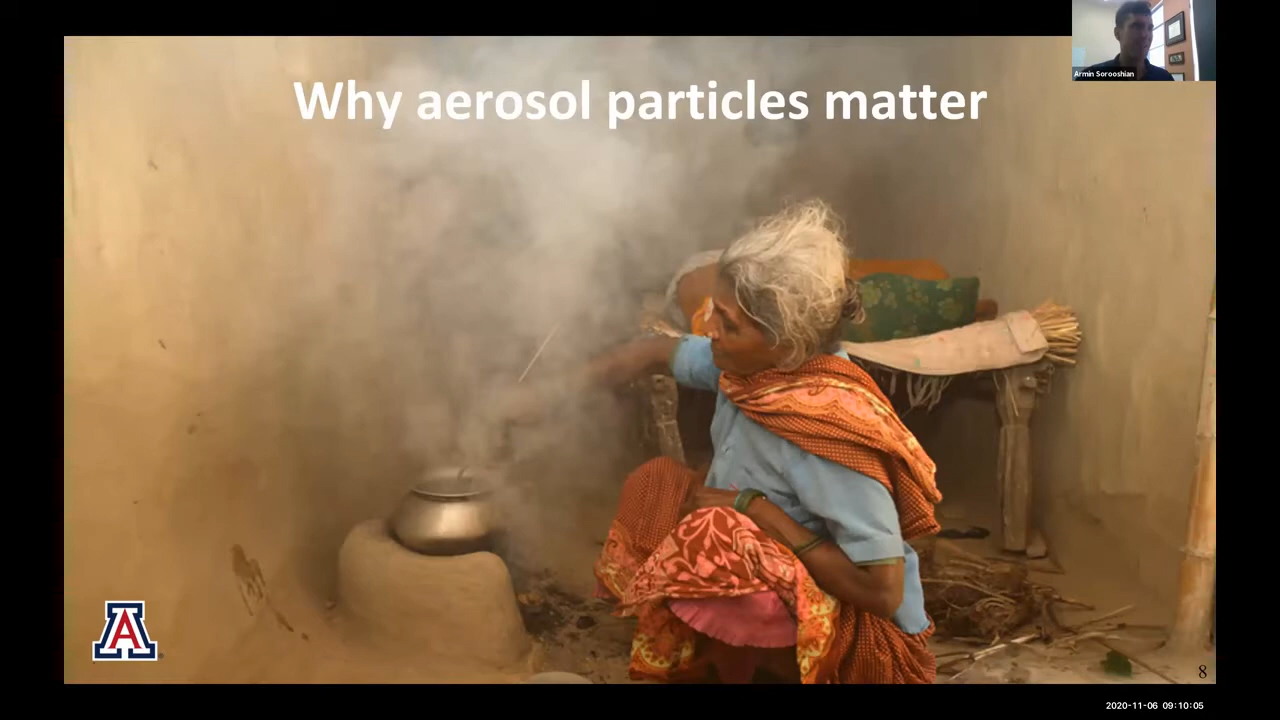 Armin Sorooshian
Why aerosol particles matter
A
8
2020-11-06 09:10:05